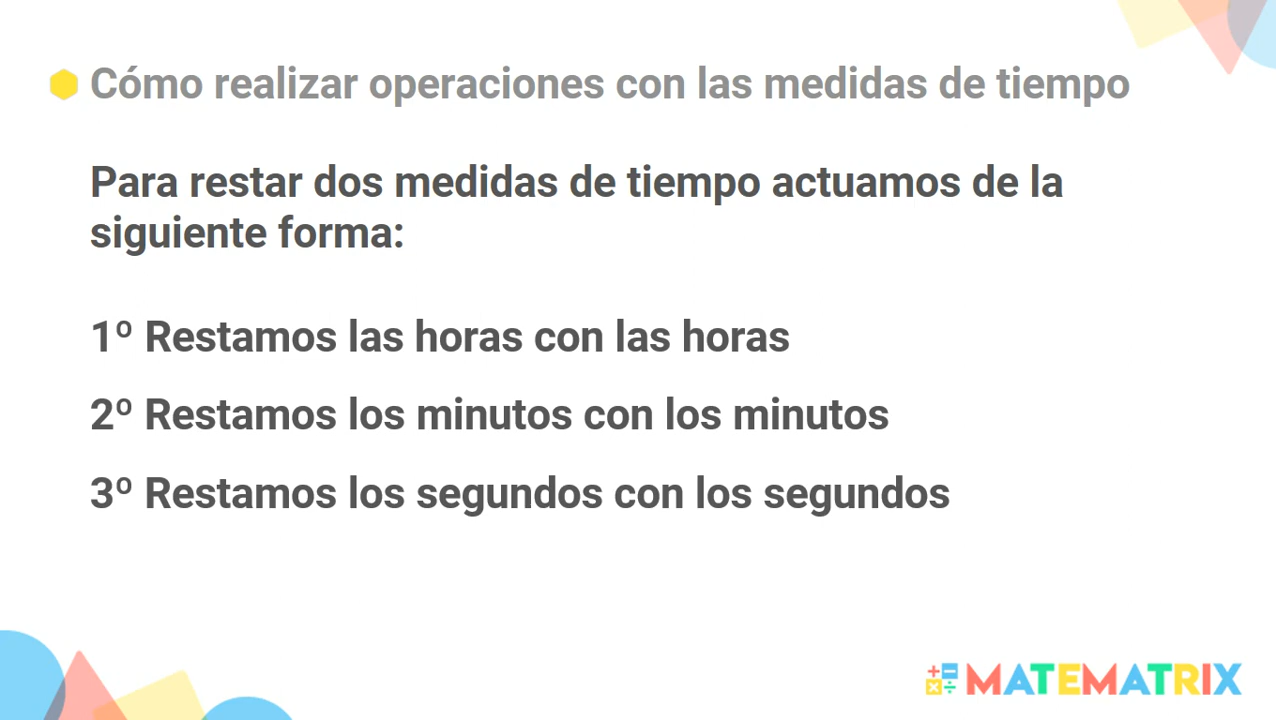 Cómo realizar operaciones con las medidas de tiempo
Para restar dos medidas de tiempo actuamos de la
siguiente forma:
1º Restamos las horas con las horas
2º Restamos los minutos con los minutos
3º Restamos los segundos con los segundos
MATEMATRIX